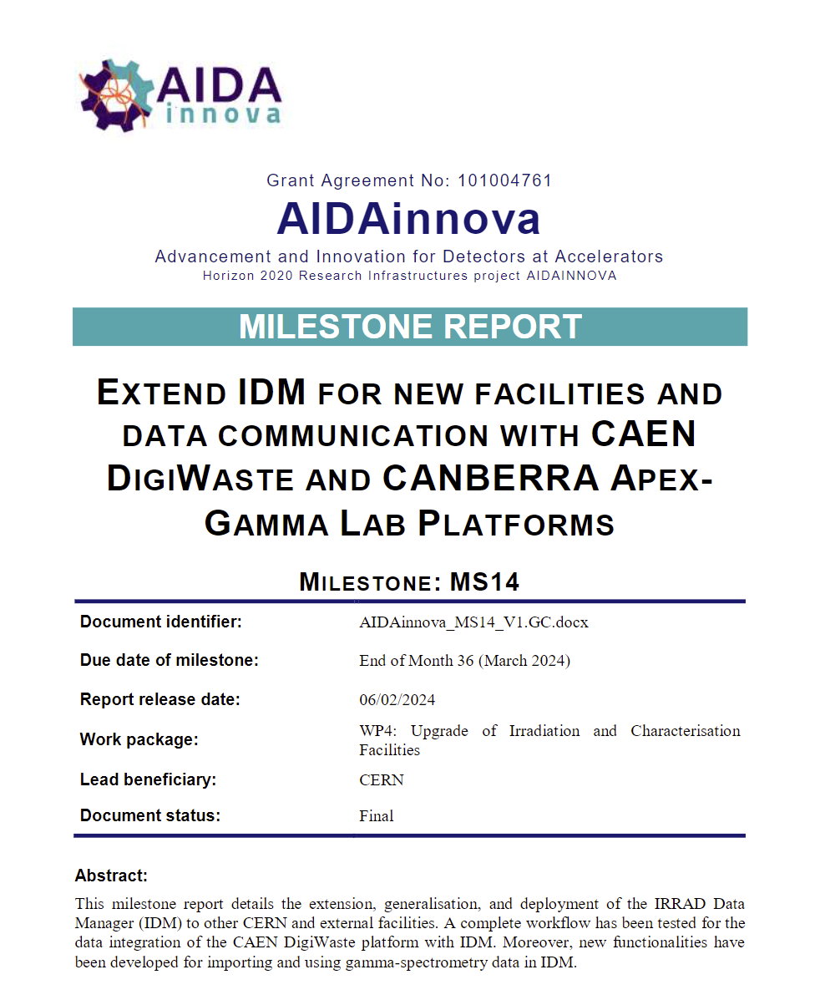 AIDA
innova
Grant Agreement No: 101004761
AIDAinnova
Advancement and Innovation for Detectors at Accelerators
Horizon 2020 Research Infrastructures project AIDAINNOVA
MILESTONE REPORT
EXTEND IDM FOR NEW FACILITIES AND
DATA COMMUNICATION WITH CAEN
DIGIWASTE AND CANBERRA APEX-
GAMMA LAB PLATFORMS
MILESTONE: MS14
Document identifier: AIDAinnova_MS14_V1.GC.docx
Due date of milestone: End of Month 36 (March 2024)
Report release date: 06/02/2024
Work package: WP4: Upgrade of Irradiation and Characterisation
Facilities
Lead beneficiary: CERN
Document status: Final
Abstract:
This milestone report details the extension, generalisation, and deployment of the IRRAD Data
Manager (IDM) to other CERN and external facilities. A complete workflow has been tested for the
data integration of the CAEN DigiWaste platform with IDM. Moreover, new functionalities have
been developed for importing and using gamma-spectrometry data in IDM.